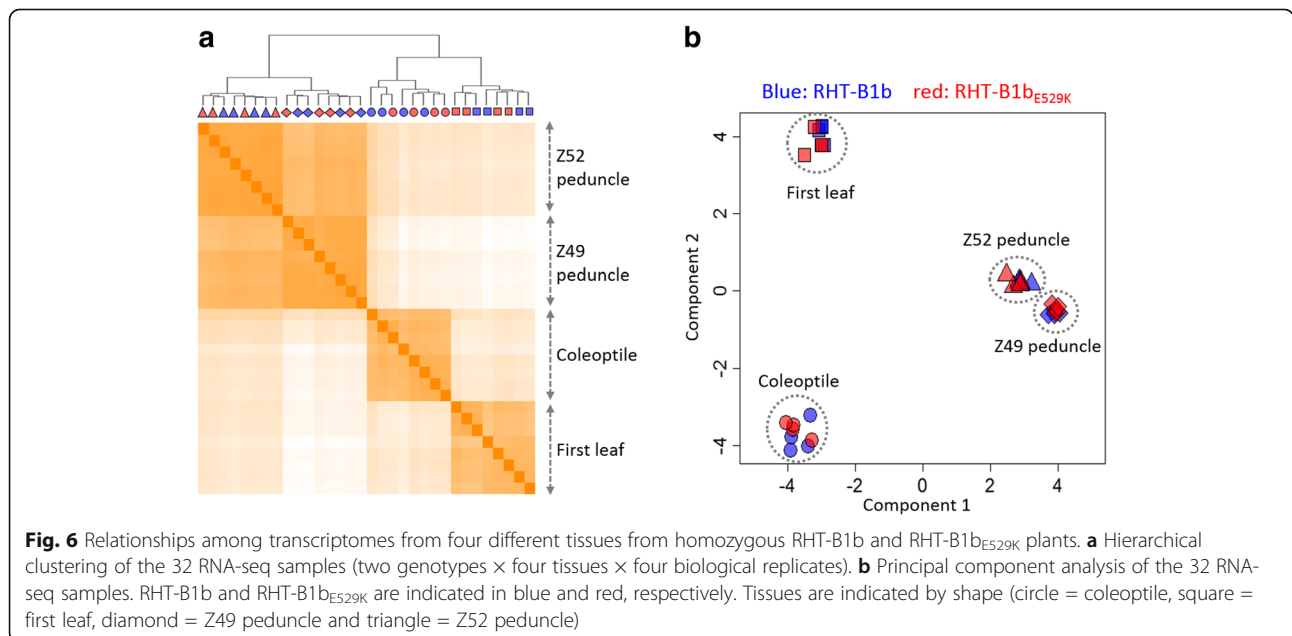 a
Z52
peduncle
Z49
peduncle
Coleoptile
First leaf
b
Blue: RHT-B1b red: RHT-B1bE529K
4
2
0
-2
-4
Component 2
First leaf
Z52 peduncle
Z49 peduncle
Coleoptile
-4 -2 0 2 4
Component 1
Fig. 6 Relationships among transcriptomes from four different tissues from homozygous RHT-B1b and RHT-B1bE529K plants. a Hierarchical
clustering of the 32 RNA-seq samples (two genotypes × four tissues × four biological replicates). b Principal component analysis of the 32 RNA-
seq samples. RHT-B1b and RHT-B1bE529K are indicated in blue and red, respectively. Tissues are indicated by shape (circle = coleoptile, square =
first leaf, diamond = Z49 peduncle and triangle = Z52 peduncle)